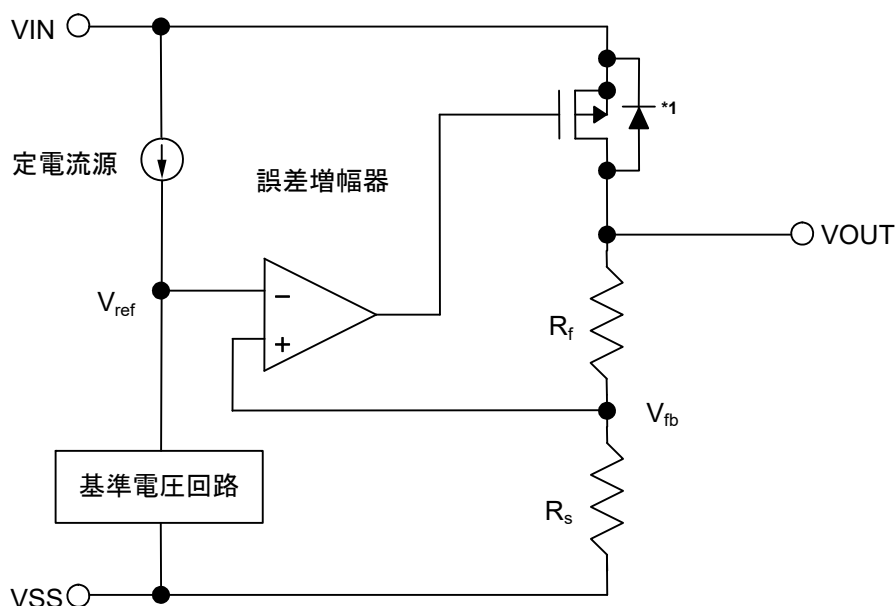 VIN
*1
定電流源
誤差増幅器
VOUT
Vref
−
+
Rf
Vfb
基準電圧回路
Rs
VSS